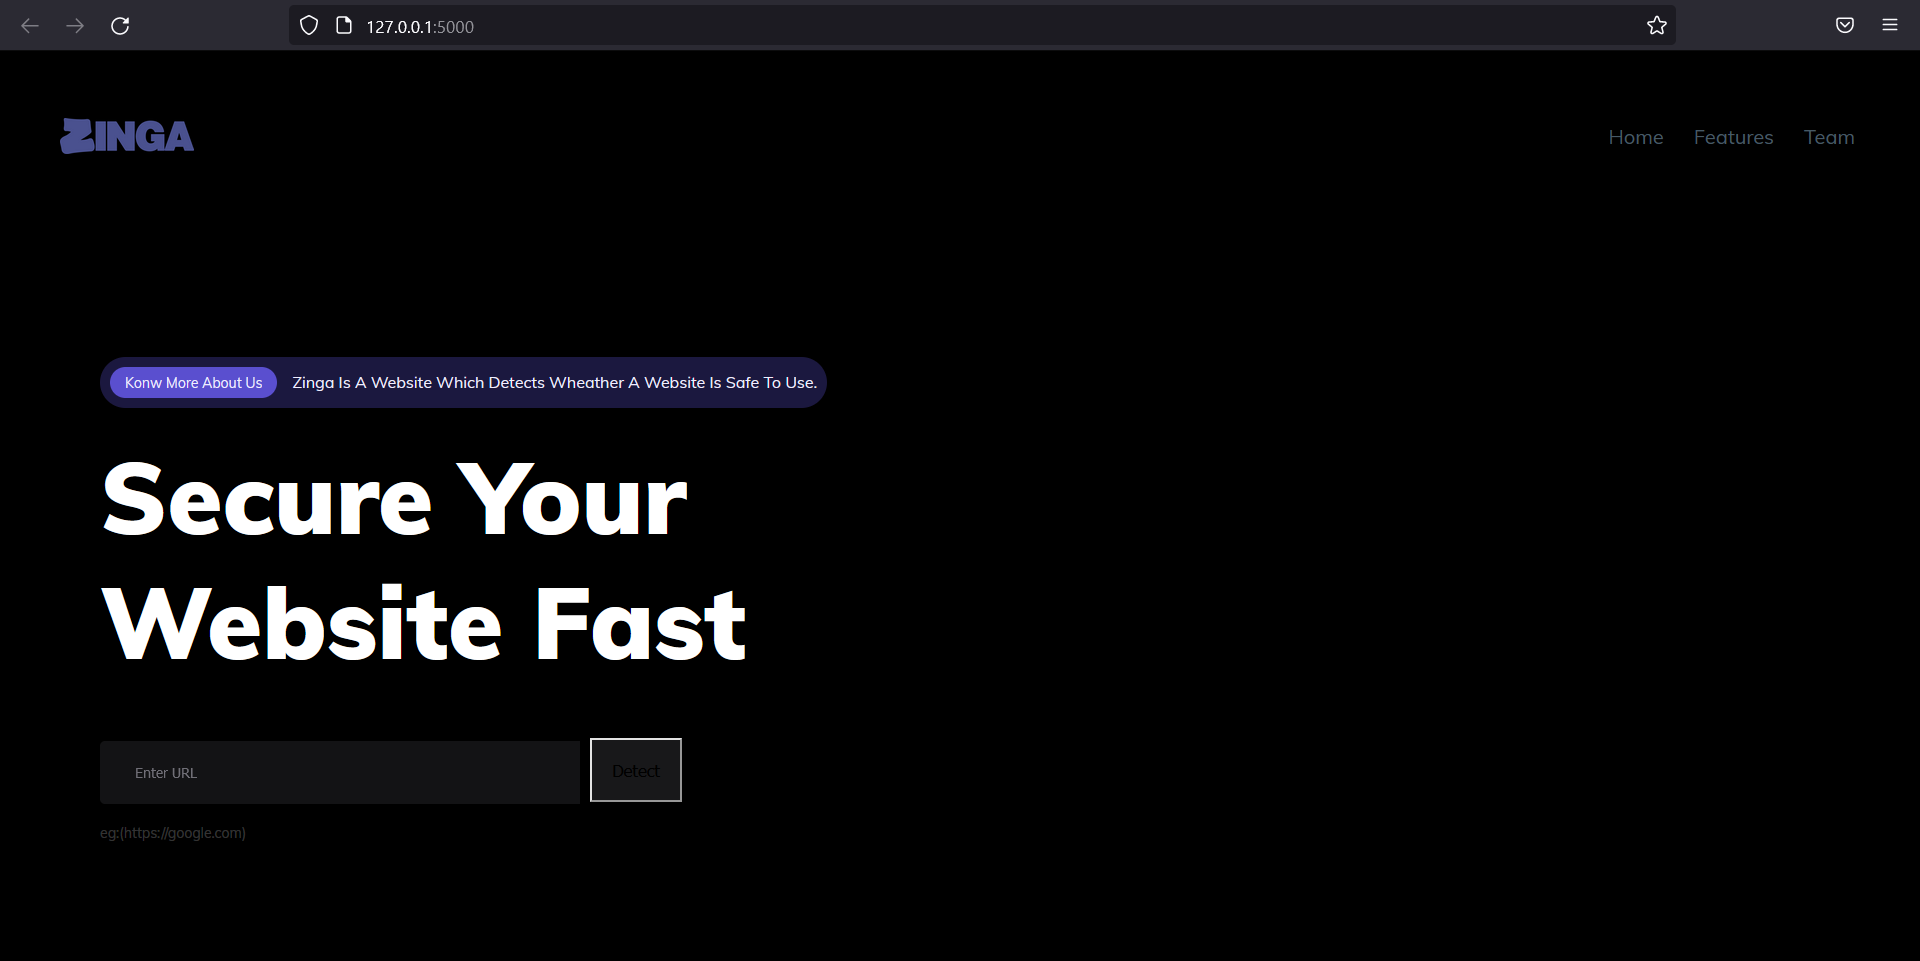 127.0.0.1:5000
ZINGA
Home Features Team
Konw More About Us Zinga Is A Website Which Detects Wheather A Website Is Safe To Use.
Secure Your
Website Fast
Enter URL Detect
eg:(https://google.com)